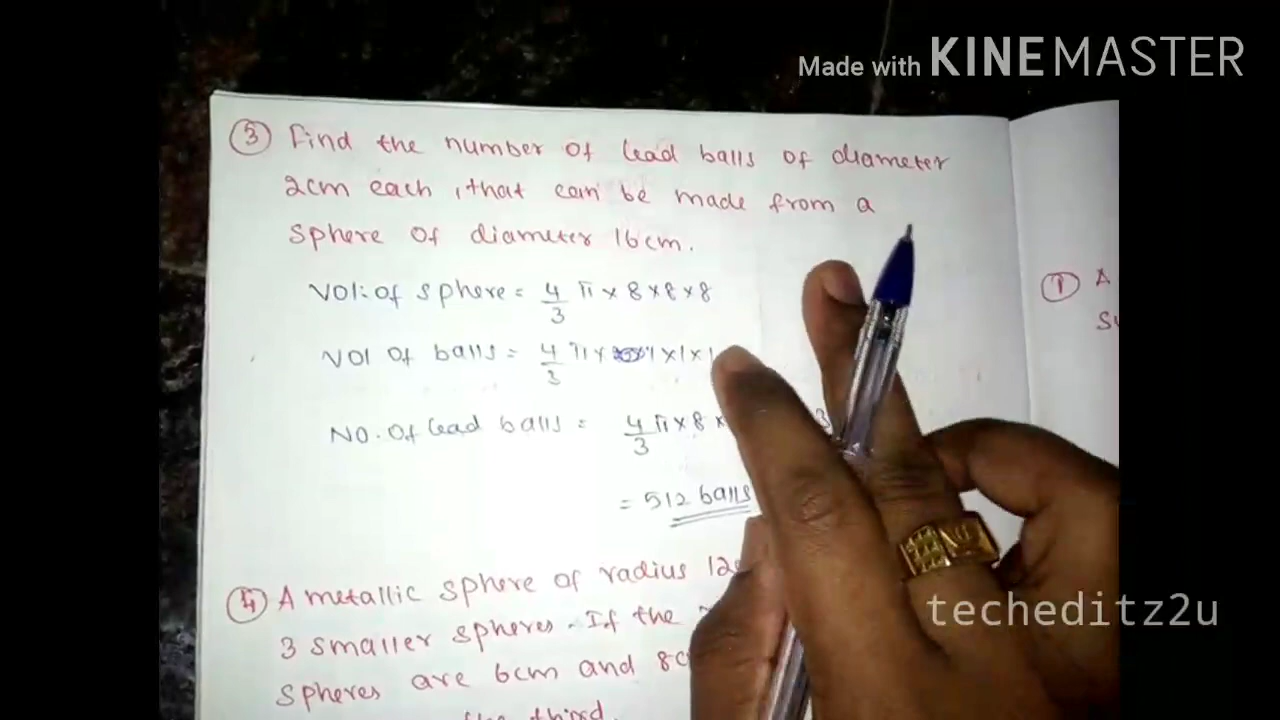 Made with KINEMASTER
③ Find the number of lead balls of diameter
2cm each, that can be made from a
sphere of diameter 16cm.
Vol: of sphere = 4/3 π × 8 × 8 × 8
Vol of balls = 4/3 π × 1 × 1 × 1
No. of lead balls = 4/3 π × 8 ×
= 512 balls
④ A metallic sphere of radius 12
3 smaller spheres. If the
spheres are 6cm and 8c
the third.
① A
Su
techeditz2u